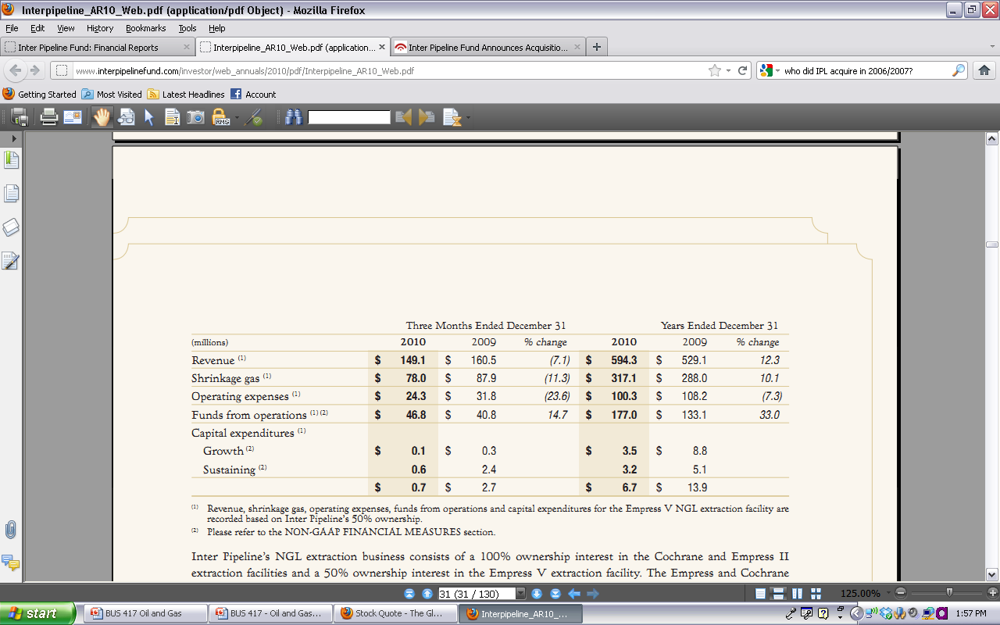 Interpipeline_AR10_Web.pdf (application/pdf Object) - Mozilla Firefox
File Edit View History Bookmarks Tools Help
Inter Pipeline Fund: Financial Reports × Interpipeline_AR10_Web.pdf (application... × Inter Pipeline Fund Announces Acquisitio... × +
www.interpipelinefund.com/investor/web_annuals/2010/pdf/Interpipeline_AR10_Web.pdf who did IPL acquire in 2006/2007?
Getting Started Most Visited Latest Headlines Account
RMS
Three Months Ended December 31 Years Ended December 31
(millions) 2010 2009 % change 2010 2009 % change
Revenue (1) $ 149.1 $ 160.5 (7.1) $ 594.3 $ 529.1 12.3
Shrinkage gas (1) $ 78.0 $ 87.9 (11.3) $ 317.1 $ 288.0 10.1
Operating expenses (1) $ 24.3 $ 31.8 (23.6) $ 100.3 $ 108.2 (7.3)
Funds from operations (1) (2) $ 46.8 $ 40.8 14.7 $ 177.0 $ 133.1 33.0
Capital expenditures (1)
Growth (2) $ 0.1 $ 0.3 $ 3.5 $ 8.8
Sustaining (2) 0.6 2.4 3.2 5.1
$ 0.7 $ 2.7 $ 6.7 $ 13.9
(1) Revenue, shrinkage gas, operating expenses, funds from operations and capital expenditures for the Empress V NGL extraction facility are
recorded based on Inter Pipeline's 50% ownership.
(2) Please refer to the NON-GAAP FINANCIAL MEASURES section.
Inter Pipeline's NGL extraction business consists of a 100% ownership interest in the Cochrane and Empress II
extraction facilities and a 50% ownership interest in the Empress V extraction facility. The Empress and Cochrane
31 (31 / 130) 125.00%
start BUS 417 Oil and Gas BUS 417 - Oil and Gas... Stock Quote - The Gl... Interpipeline_AR10_... 1:57 PM